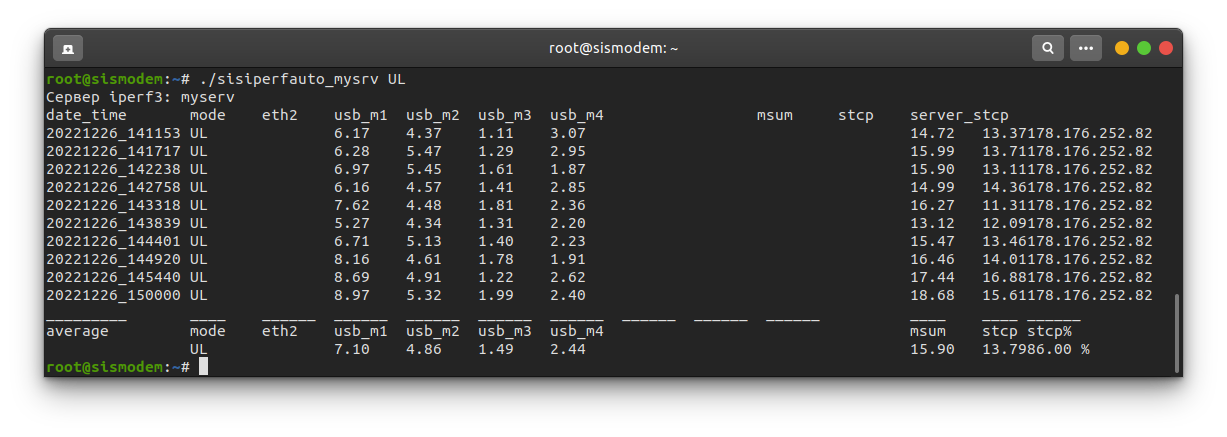 root@sismodem: ~
root@sismodem:~# ./sisiperfauto_mysrv UL
Сервер iperf3: myserv
date_time mode eth2 usb_m1 usb_m2 usb_m3 usb_m4 msum stcp server_stcp
20221226_141153 UL 6.17 4.37 1.11 3.07 14.72 13.37178.176.252.82
20221226_141717 UL 6.28 5.47 1.29 2.95 15.99 13.71178.176.252.82
20221226_142238 UL 6.97 5.45 1.61 1.87 15.90 13.11178.176.252.82
20221226_142758 UL 6.16 4.57 1.41 2.85 14.99 14.36178.176.252.82
20221226_143318 UL 7.62 4.48 1.81 2.36 16.27 11.31178.176.252.82
20221226_143839 UL 5.27 4.34 1.31 2.20 13.12 12.09178.176.252.82
20221226_144401 UL 6.71 5.13 1.40 2.23 15.47 13.46178.176.252.82
20221226_144920 UL 8.16 4.61 1.78 1.91 16.46 14.01178.176.252.82
20221226_145440 UL 8.69 4.91 1.22 2.62 17.44 16.88178.176.252.82
20221226_150000 UL 8.97 5.32 1.99 2.40 18.68 15.61178.176.252.82
_________ ____ ______ ______ ______ ______ ______ ______ ______ ______ ____ ____ ______
average mode eth2 usb_m1 usb_m2 usb_m3 usb_m4 msum stcp stcp%
UL 7.10 4.86 1.49 2.44 15.90 13.7986.00 %
root@sismodem:~#